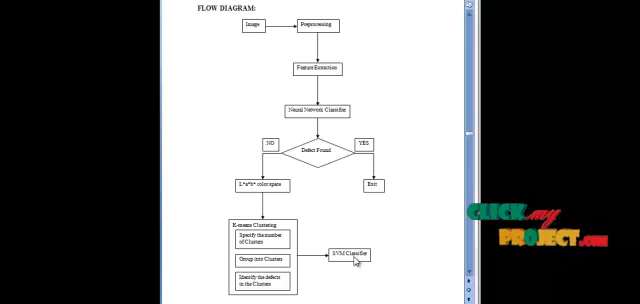 FLOW DIAGRAM:
Image
Preprocessing
Feature Extraction
Neural Network Classifier
NO
YES
Defect Found
L*a*b* color space
Exit
K-means Clustering
Specify the number
of Clusters
Group into Clusters
Identify the defects
in the Clusters
SVM Classifier
CLICK my
PROJECT.COM